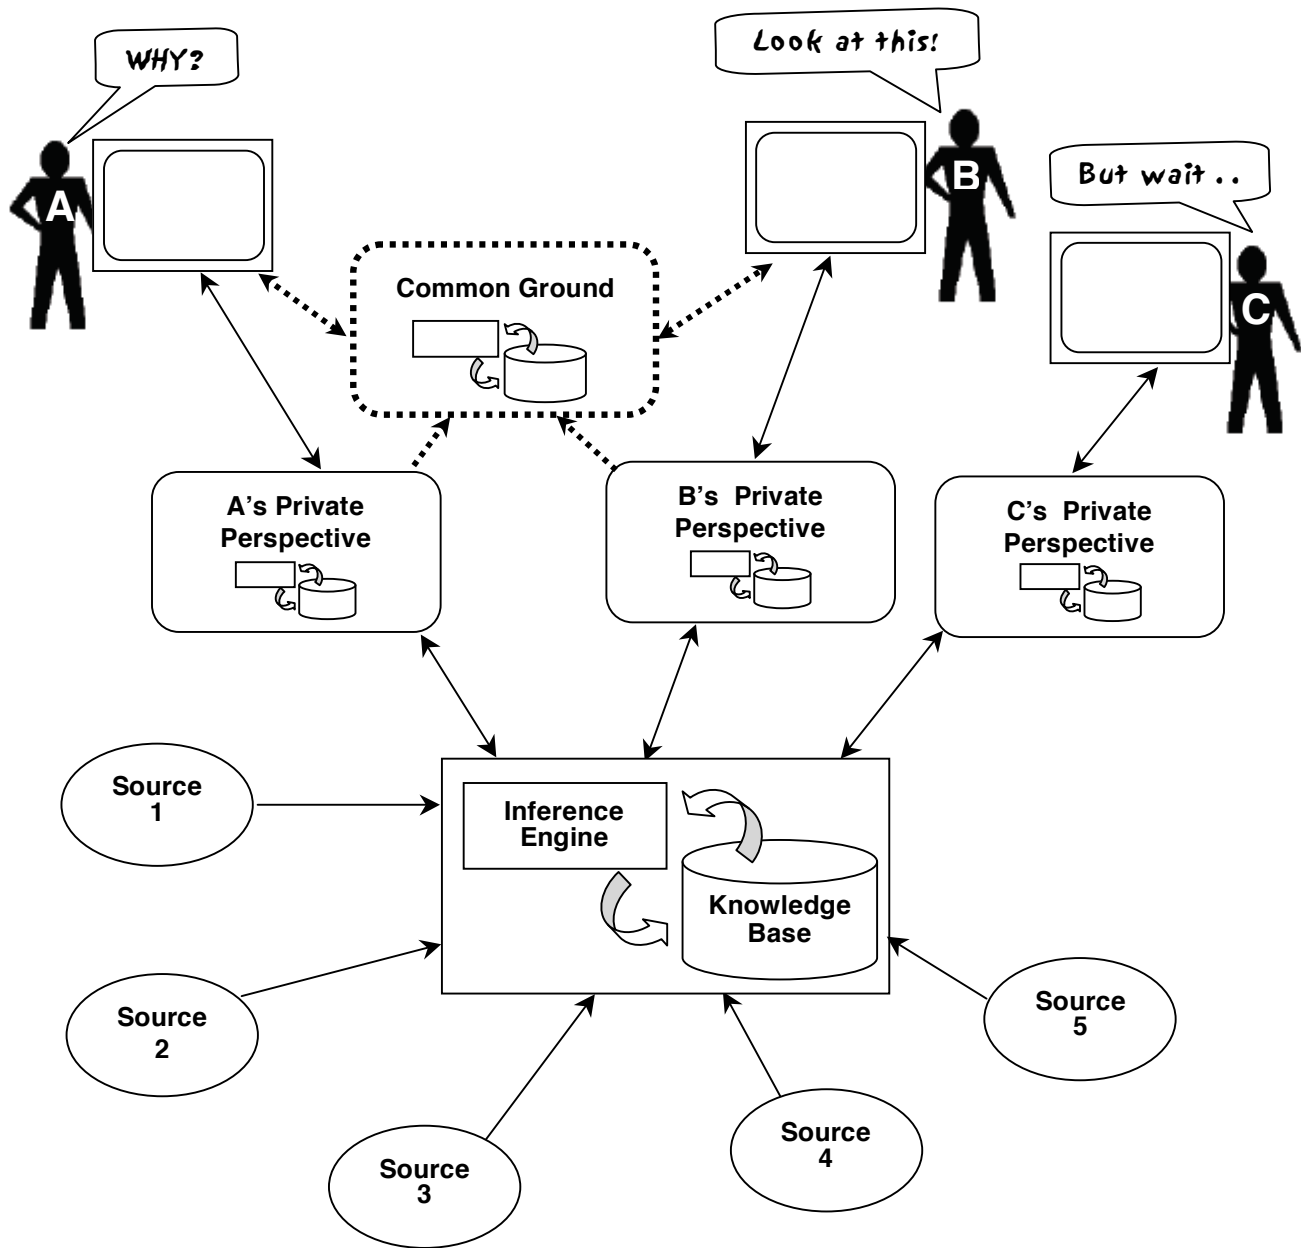 WHY?
Look at this!
But wait ..
A
B
C
Common Ground
A's Private
Perspective
B's  Private
Perspective
C's  Private
Perspective
Source
1
Inference
Engine
Knowledge
Base
Source
2
Source
5
Source
3
Source
4